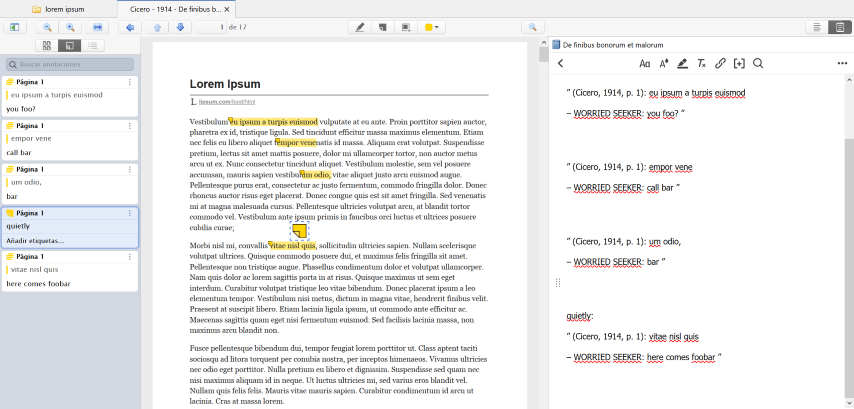 lorem ipsum
Cicero - 1914 - De finibus b...
1 de 17
Buscar anotaciones
Página 1
eu ipsum a turpis euismod
you foo?
Página 1
empor vene
call bar
Página 1
um odio,
bar
Página 1
quietly
Añadir etiquetas...
Página 1
vitae nisl quis
here comes foobar
Lorem Ipsum
L lipsum.com/feed/html
Vestibulum eu ipsum a turpis euismod vulputate at eu ante. Proin porttitor sapien auctor,
pharetra ex id, tristique ligula. Sed tincidunt efficitur massa maximus elementum. Etiam
nec felis eu libero aliquet tempor venenatis id massa. Aliquam erat volutpat. Suspendisse
pretium, lectus sit amet mattis posuere, dolor mi ullamcorper tortor, non auctor metus
arcu ut ex. Nunc consectetur tincidunt aliquet. Vestibulum molestie, sem vel posuere
accumsan, mauris sapien vestibulum odio, vitae aliquet justo arcu euismod augue.
Pellentesque purus erat, consectetur ac justo fermentum, commodo fringilla dolor. Donec
rhoncus auctor risus eget placerat. Donec congue quis est sit amet fringilla. Sed venenatis
mi at magna malesuada cursus. Pellentesque ultricies volutpat arcu, at blandit tortor
commodo vel. Vestibulum ante ipsum primis in faucibus orci luctus et ultrices posuere
cubilia curae;
Morbi nisl mi, convallis vitae nisl quis, sollicitudin ultricies sapien. Nullam scelerisque
volutpat ultrices. Quisque commodo posuere dui, et maximus felis fringilla sit amet.
Pellentesque non tristique augue. Phasellus condimentum dolor et volutpat ullamcorper.
Nam quis dolor ac lorem sagittis porta in at risus. Quisque maximus ut sem eget
interdum. Curabitur volutpat tristique leo vitae bibendum. Donec placerat ipsum a leo
elementum tempor. Vestibulum nisi metus, dictum in magna vitae, hendrerit finibus velit.
Praesent at suscipit libero. Etiam lacinia ligula ipsum, ut commodo ante efficitur ac.
Maecenas sagittis quam eget nisi fermentum euismod. Sed facilisis lacinia massa, non
maximus arcu blandit non.
Fusce pellentesque bibendum dui, tempor feugiat lorem porttitor ut. Class aptent taciti
sociosqu ad litora torquent per conubia nostra, per inceptos himenaeos. Vivamus ultricies
nec odio eget porttitor. Nulla pretium eu libero et dignissim. Suspendisse sed quam nec
nisi maximus aliquam id in neque. Ut luctus ultricies mi, sed varius eros blandit vel.
Nullam quis felis felis. Mauris vitae mauris sapien. Curabitur condimentum id arcu ut
lacinia. Cras at massa lorem.
De finibus bonorum et malorum
Aa A Tx
” (Cicero, 1914, p. 1): eu ipsum a turpis euismod
– WORRIED SEEKER: you foo? ”
” (Cicero, 1914, p. 1): empor vene
– WORRIED SEEKER: call bar ”
” (Cicero, 1914, p. 1): um odio,
– WORRIED SEEKER: bar ”
quietly:
” (Cicero, 1914, p. 1): vitae nisl quis
– WORRIED SEEKER: here comes foobar ”